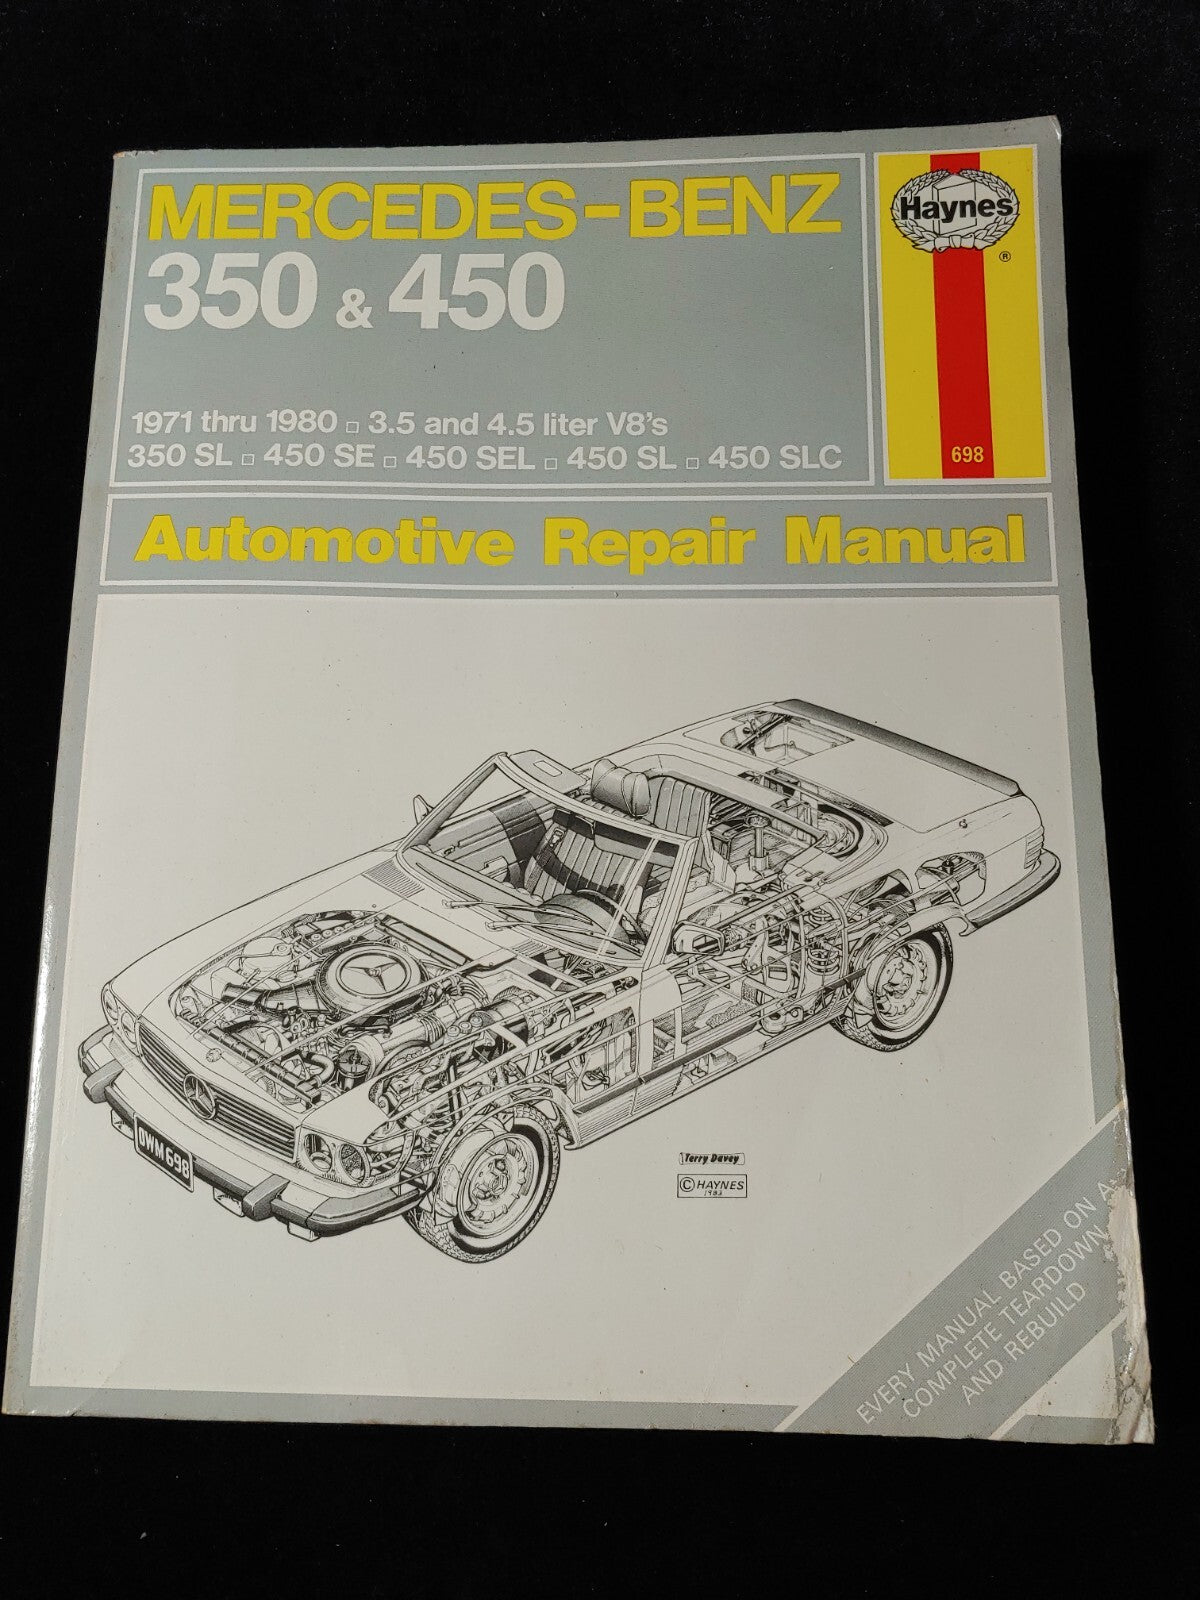 MERCEDES-BENZ
350 & 450
1971 thru 1980 □ 3.5 and 4.5 liter V8's
350 SL □ 450 SE □ 450 SEL □ 450 SL □ 450 SLC
Haynes
®
698
Automotive Repair Manual
OWM 698
Terry Davey
© HAYNES
1983
EVERY MANUAL BASED ON A
COMPLETE TEARDOWN
AND REBUILD